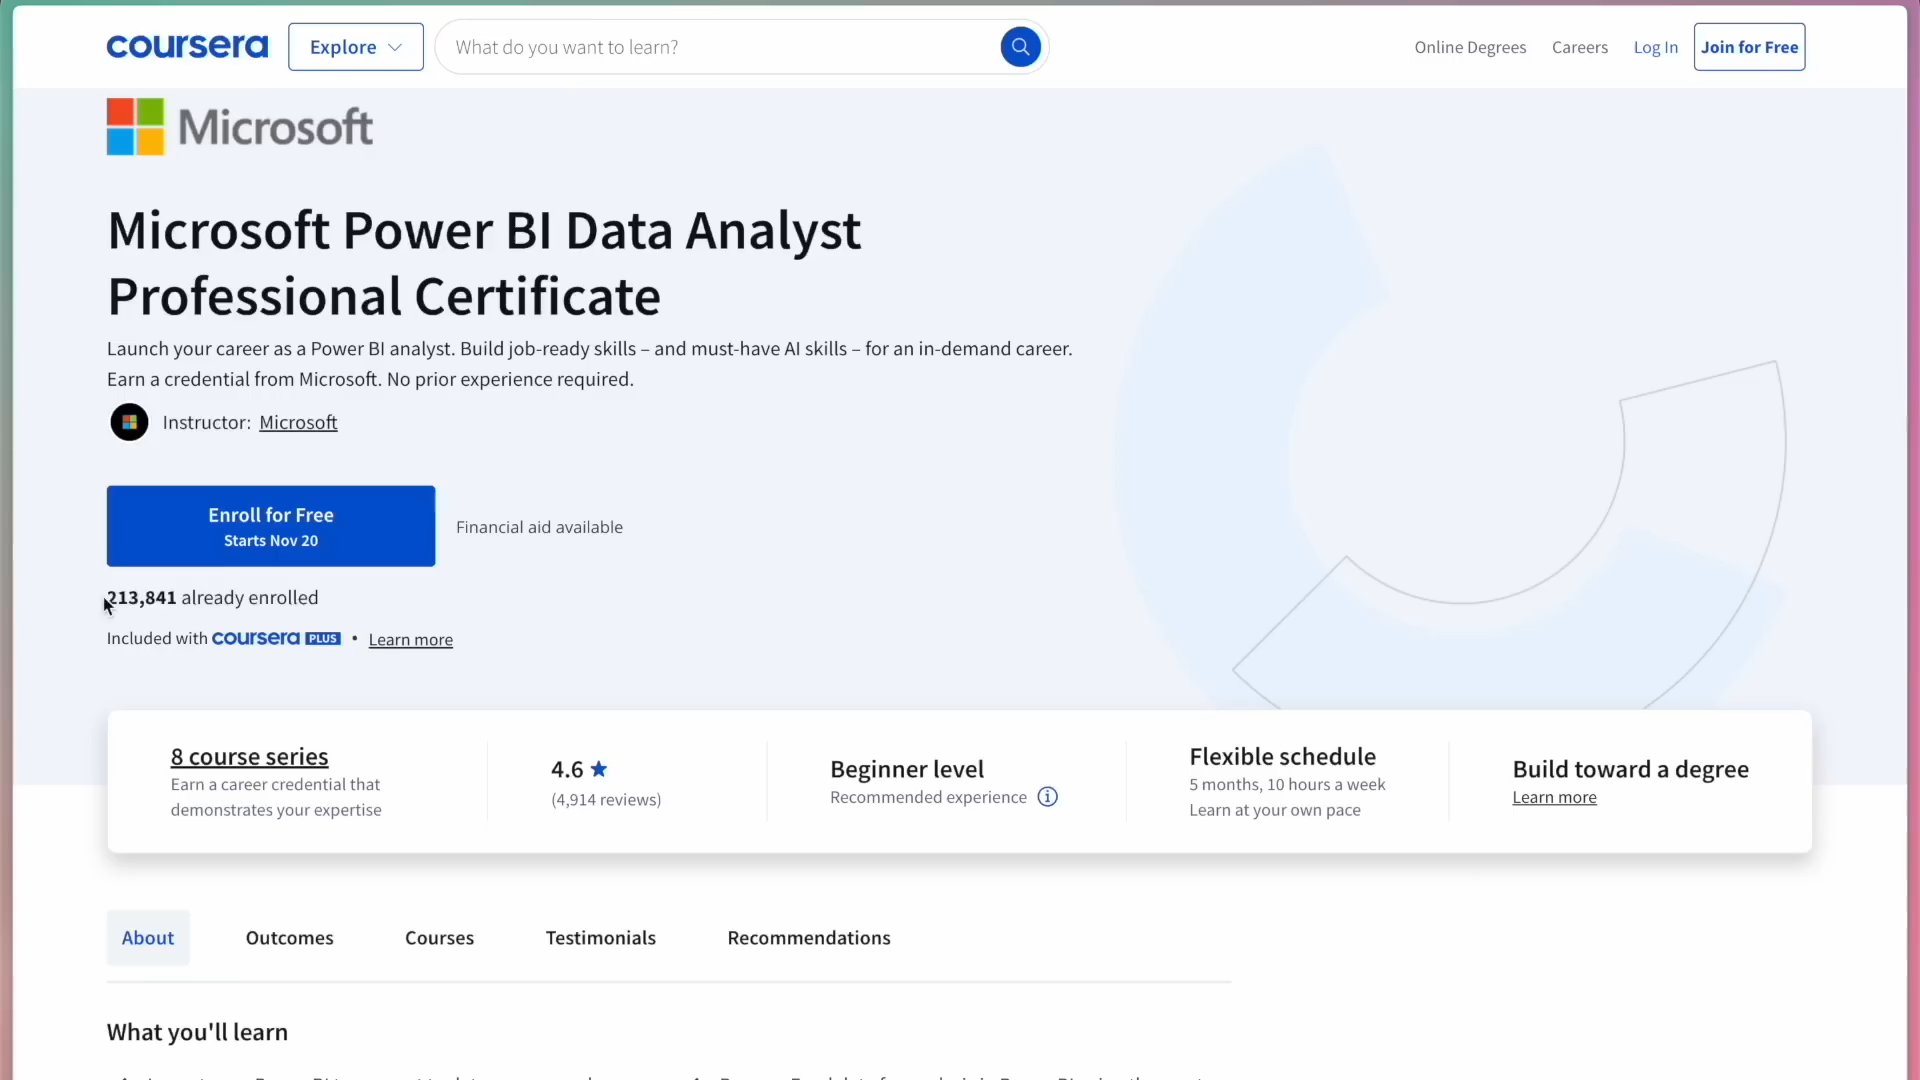 coursera
Explore
What do you want to learn?
Online Degrees
Careers
Log In
Join for Free
Microsoft
Microsoft Power BI Data Analyst
Professional Certificate
Launch your career as a Power BI analyst. Build job-ready skills – and must-have AI skills – for an in-demand career.
Earn a credential from Microsoft. No prior experience required.
Instructor: Microsoft
Enroll for Free
Starts Nov 20
Financial aid available
213,841 already enrolled
Included with coursera PLUS • Learn more
8 course series
Earn a career credential that
demonstrates your expertise
4.6 ★
(4,914 reviews)
Beginner level
Recommended experience
Flexible schedule
5 months, 10 hours a week
Learn at your own pace
Build toward a degree
Learn more
About
Outcomes
Courses
Testimonials
Recommendations
What you'll learn